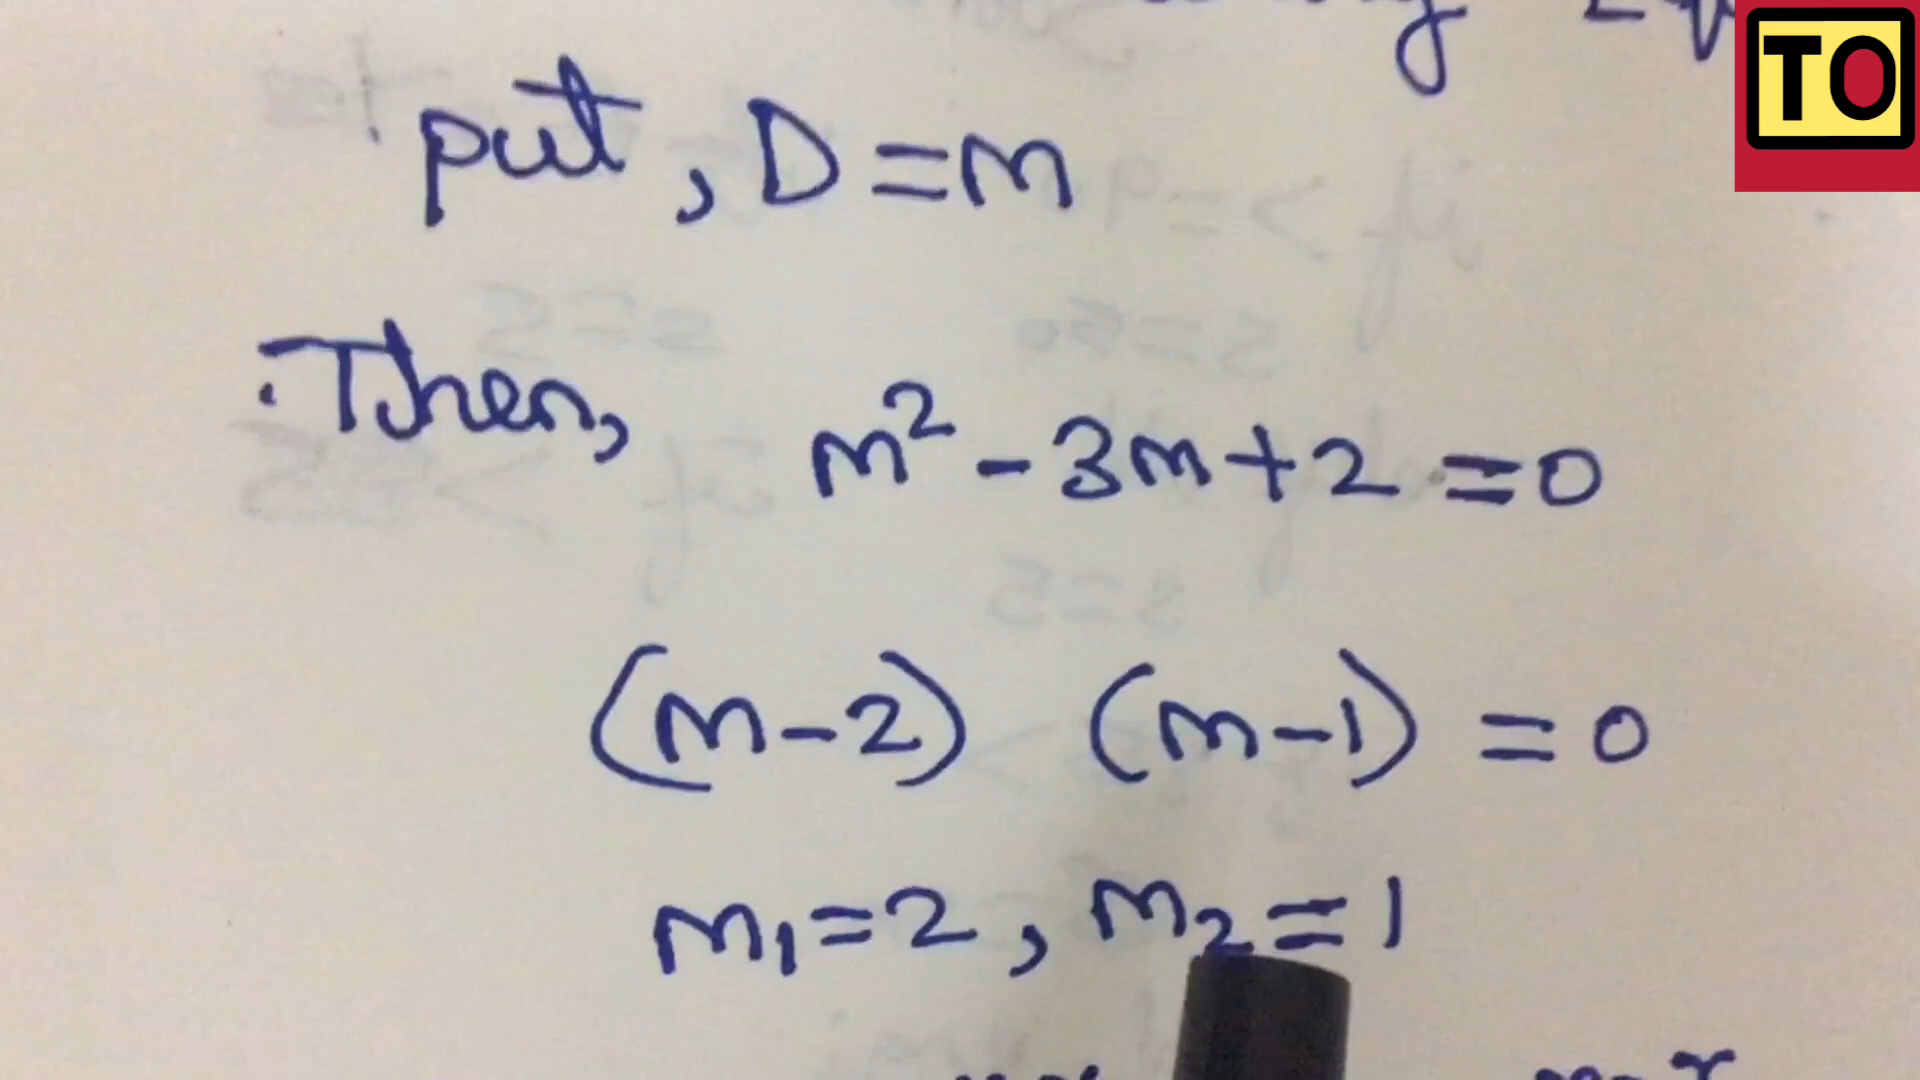 TO
put, D=m
Then, m² - 3m + 2 = 0
(m-2) (m-1) = 0
m₁=2, m₂=1